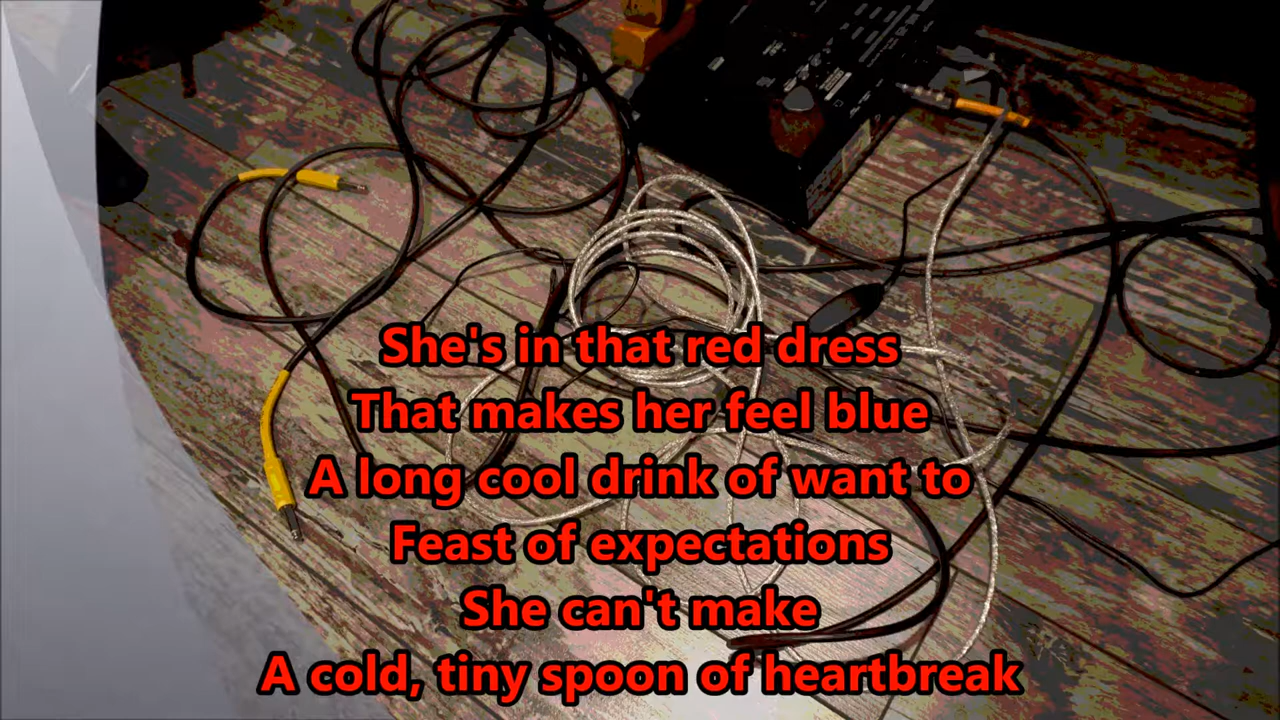 She's in that red dress
That makes her feel blue
A long cool drink of want to
Feast of expectations
She can't make
A cold, tiny spoon of heartbreak